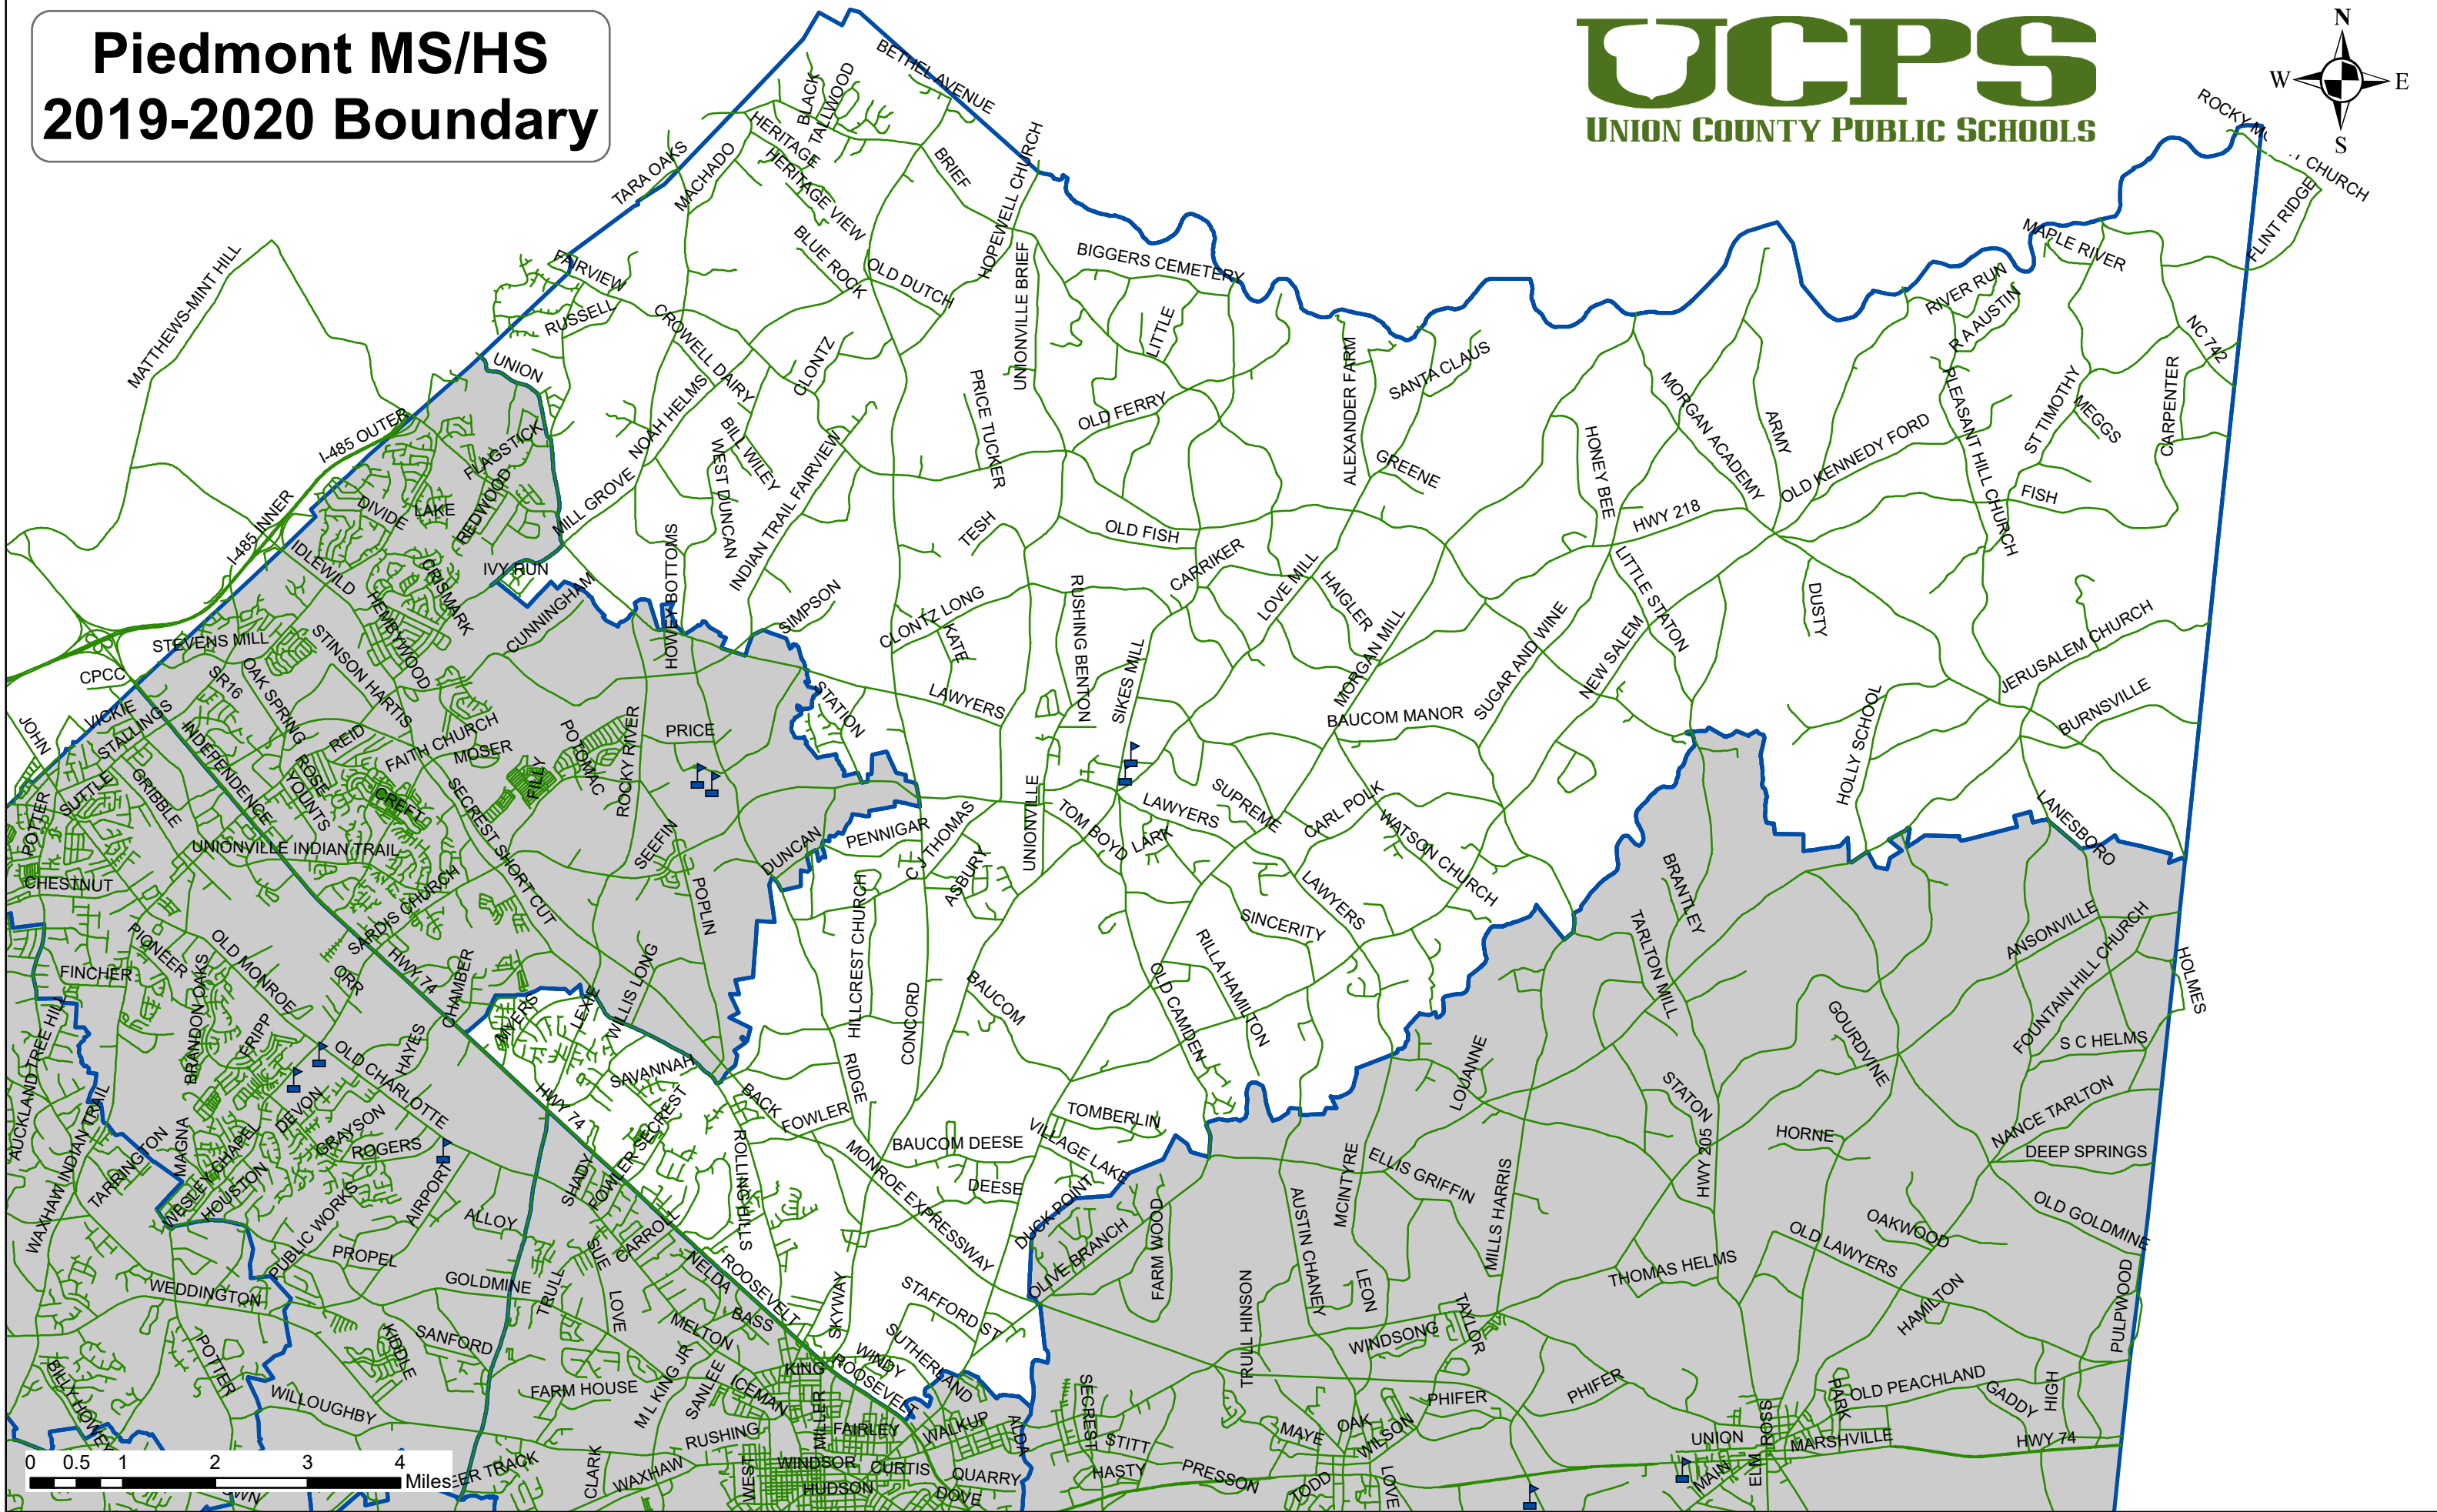 Piedmont MS/HS
2019-2020 Boundary
UCPS
UNION COUNTY PUBLIC SCHOOLS
N
W
E
S
BETHEL AVENUE
BLACK
TALLWOOD
HERITAGE
HERITAGE VIEW
BRIEF
HOPEWELL CHURCH
TARA OAKS
MACHADO
FLINT RIDGE
MATTHEWS-MINT HILL
FAIRVIEW
RUSSELL
BLUE ROCK
OLD DUTCH
UNIONVILLE BRIEF
BIGGERS CEMETERY
LITTLE
MAPLE RIVER
RIVER RUN
R A AUSTIN
NC 742
UNION
CROWELL DAIRY
CLONTZ
PRICE TUCKER
OLD FERRY
ALEXANDER FARM
SANTA CLAUS
MORGAN ACADEMY
ARMY
PLEASANT HILL CHURCH
ST TIMOTHY
MEGGS
CARPENTER
I-485 OUTER
FLAGSTICK
NOAH HELMS
BILL WILEY
WEST DUNCAN
INDIAN TRAIL FAIRVIEW
GREENE
HONEY BEE
OLD KENNEDY FORD
HWY 218
FISH
I-485 INNER
DIVIDE
LAKE
REDWOOD
MILL GROVE
TESH
OLD FISH
CARRIKER
IDLEWILD
IVY RUN
CRISMARK
HEMBYWOOD
CUNNINGHAM
HOWEY BOTTOMS
SIMPSON
CLONTZ LONG
KATE
RUSHING BENTON
LOVE MILL
HAIGLER
MORGAN MILL
LITTLE STATON
DUSTY
STEVENS MILL
CPCC
SR16
OAK SPRING
STINSON HARTIS
SIKES MILL
SUGAR AND WINE
NEW SALEM
JERUSALEM CHURCH
BURNSVILLE
HOLLY SCHOOL
JOHN
VICKIE
STALLINGS
INDEPENDENCE
REID
FAITH CHURCH
MOSER
POTOMAC
ROCKY RIVER
PRICE
STATION
LAWYERS
BAUCOM MANOR
POTTER
SUTTLE
GRIBBLE
ROSE
YOUNTS
CREFT
FILLY
SECREST SHORT CUT
SEEFIN
DUNCAN
PENNIGAR
C J THOMAS
ASBURY
UNIONVILLE
TOM BOYD
LAWYERS
LARK
SUPREME
CARL POLK
WATSON CHURCH
LANESBORO
UNIONVILLE INDIAN TRAIL
CHESTNUT
SARDIS CHURCH
POPLIN
HILLCREST CHURCH
LAWYERS
SINCERITY
BRANTLEY
TARLTON MILL
ANSONVILLE
FOUNTAIN HILL CHURCH
HOLMES
FINCHER
PIONEER
OLD MONROE
ORR
HWY 74
CHAMBER
MYERS
LEXIE
WILLIS LONG
CONCORD
BAUCOM
OLD CAMDEN
RILLA HAMILTON
GOURDVINE
S C HELMS
AUCKLAND
TREE HILL
BRANDON OAKS
FRIPP
OLD CHARLOTTE
HAYES
HWY 74
SAVANNAH
BACK
RIDGE
FOWLER
TOMBERLIN
LOUANNE
STATON
NANCE TARLTON
WAXHAW INDIAN TRAIL
TARRINGTON
MAGNA
WESLEY CHAPEL
HOUSTON
DEVON
GRAYSON
ROGERS
SHADY
FOWLER SECREST
ROLLING HILLS
BAUCOM DEESE
VILLAGE LAKE
DEESE
MONROE EXPRESSWAY
DUCK POINT
OLIVE BRANCH
FARM WOOD
AUSTIN CHANEY
MCINTYRE
ELLIS GRIFFIN
MILLS HARRIS
HWY 205
HORNE
DEEP SPRINGS
PUBLIC WORKS
AIRPORT
ALLOY
PROPEL
CARROLL
SUE
OLD LAWYERS
OAKWOOD
OLD GOLDMINE
WEDDINGTON
GOLDMINE
TRULL
LOVE
NELDA
ROOSEVELT
BASS
MELTON
SKYWAY
STAFFORD ST
TRULL HINSON
LEON
THOMAS HELMS
HAMILTON
PULPWOOD
POTTER
KIDDLE
SANFORD
SUTHERLAND
WINDY
ROOSEVELT
KING
WINDSONG
TAYLOR
BILLY HOWEY
WILLOUGHBY
FARM HOUSE
M L KING JR
SANLEE
ICEMAN
MILLER
FAIRLEY
WALKUP
ALDA
SECREST
STITT
MAYE
OAK
WILSON
PHIFER
PHIFER
PARK
OLD PEACHLAND
GADDY
HIGH
RUSHING
CLARK
WAXHAW
WEST
WINDSOR
CURTIS
HUDSON
QUARRY
DOVE
HASTY
PRESSON
TODD
LOVE
UNION
ROSS
MARSHVILLE
HWY 74
MAIN
ELM
0 0.5 1 2 3 4
Miles